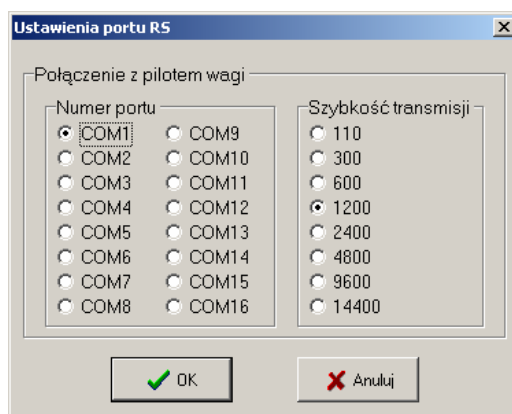 Ustawienia portu RS
Połączenie z pilotem wagi
Numer portu
COM1
COM2
COM3
COM4
COM5
COM6
COM7
COM8
COM9
COM10
COM11
COM12
COM13
COM14
COM15
COM16
Szybkość transmisji
110
300
600
1200
2400
4800
9600
14400
OK
Anuluj